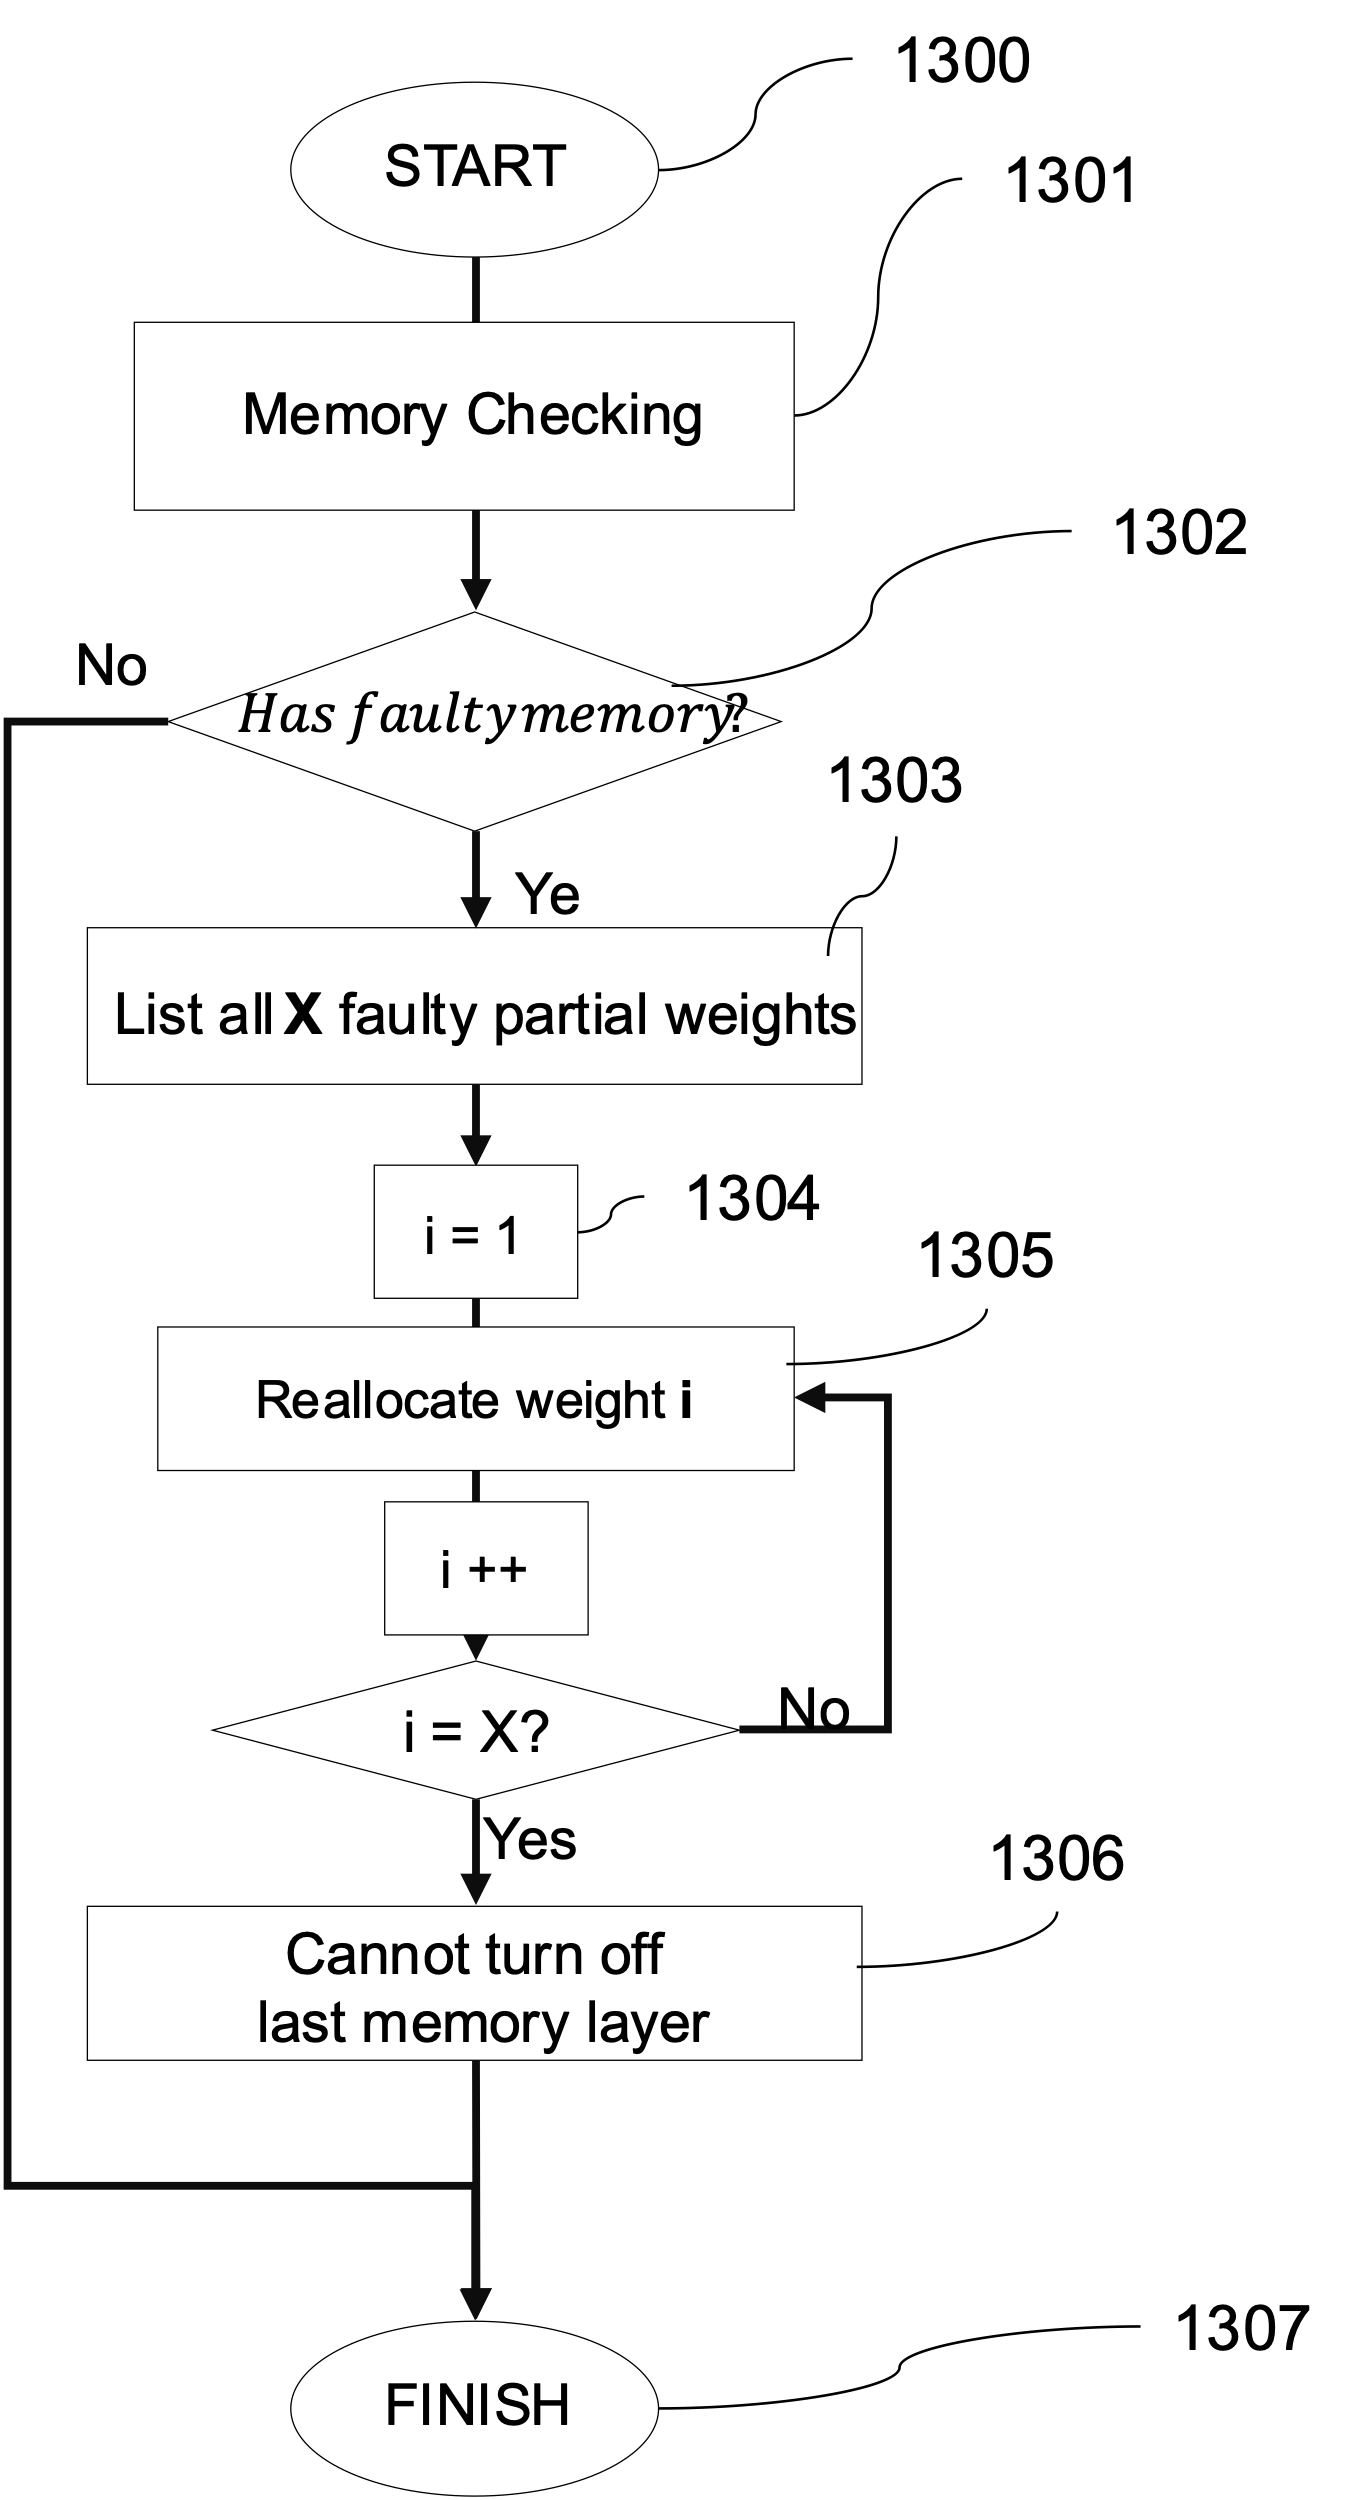 1300
START
1301
Memory Checking
1302
No
Has faultymemory?
1303
Ye
List all X faulty partial weights
1304
i = 1
1305
Reallocate weight i
i ++
No
i = X?
Yes
1306
Cannot turn off
last memory layer
1307
FINISH